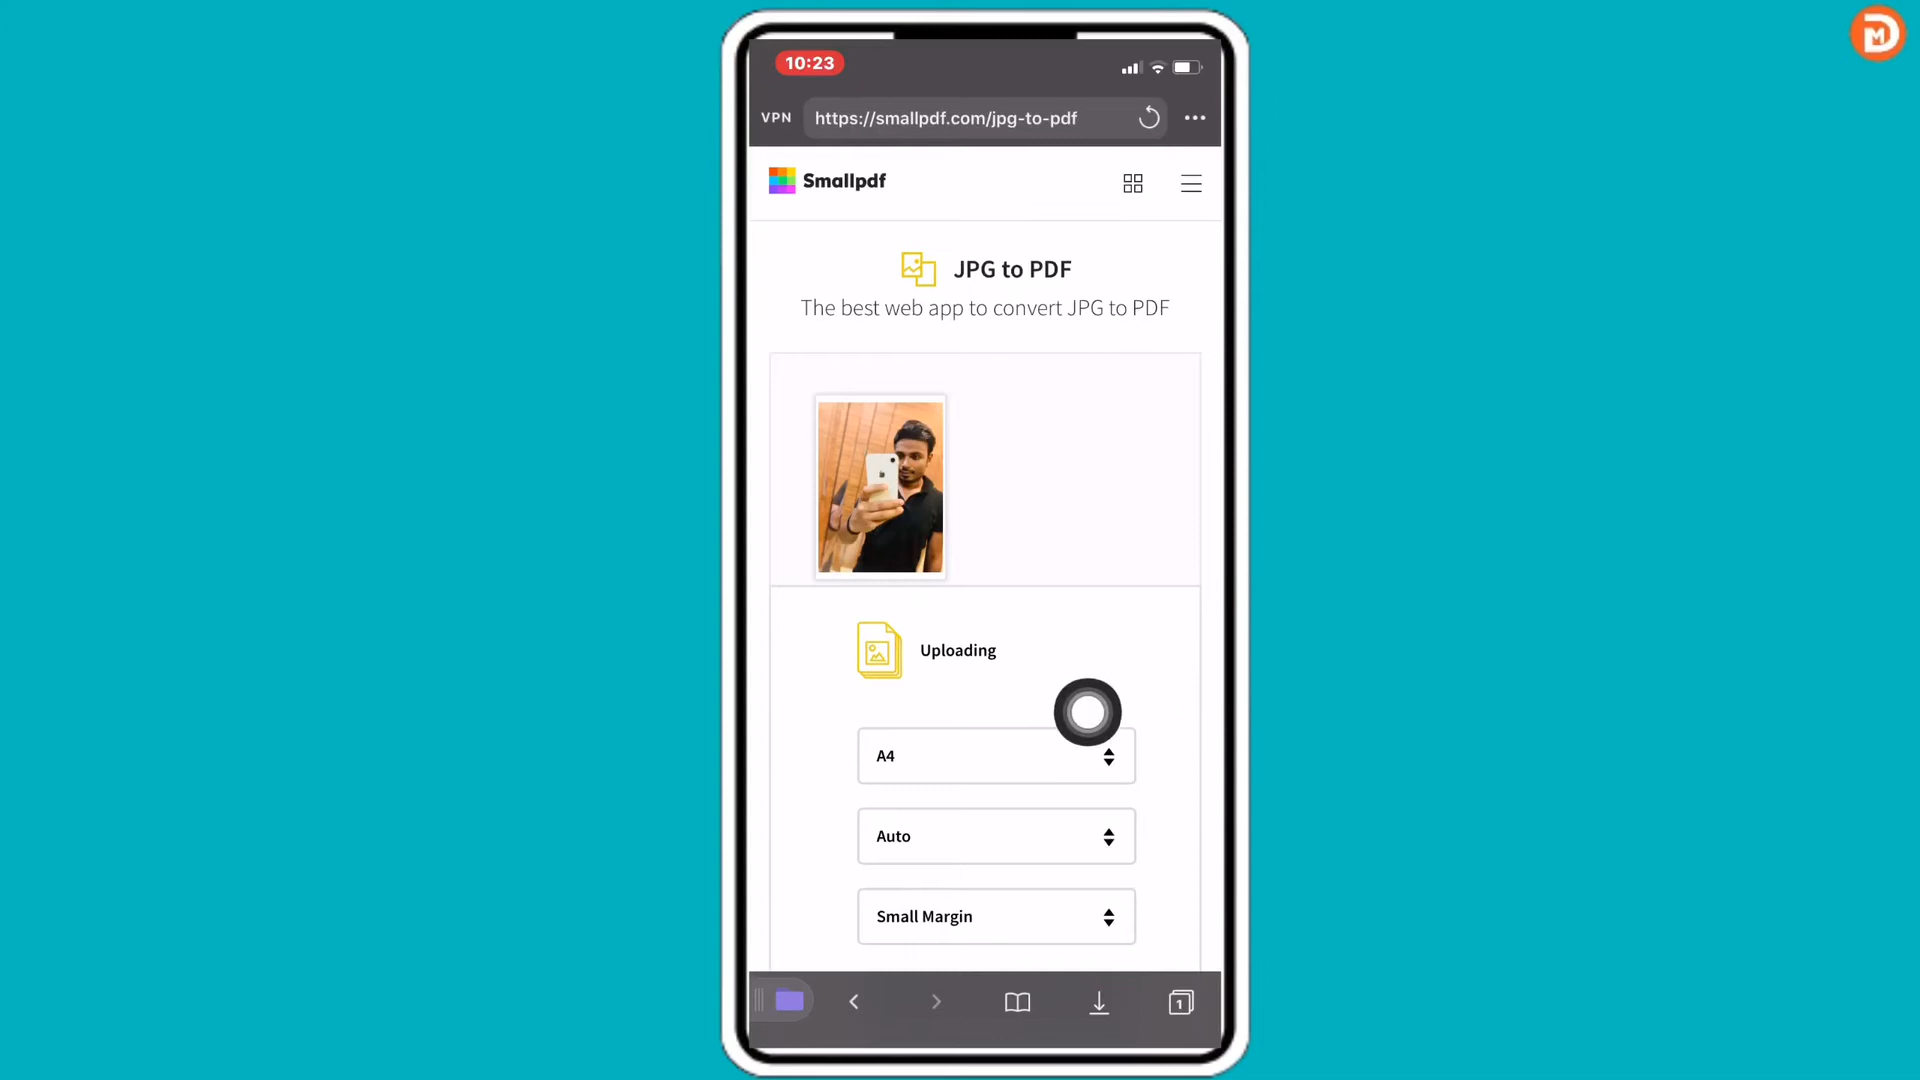 DM
10:23
VPN
https://smallpdf.com/jpg-to-pdf
Smallpdf
JPG to PDF
The best web app to convert JPG to PDF
Uploading
A4
Auto
Small Margin
1